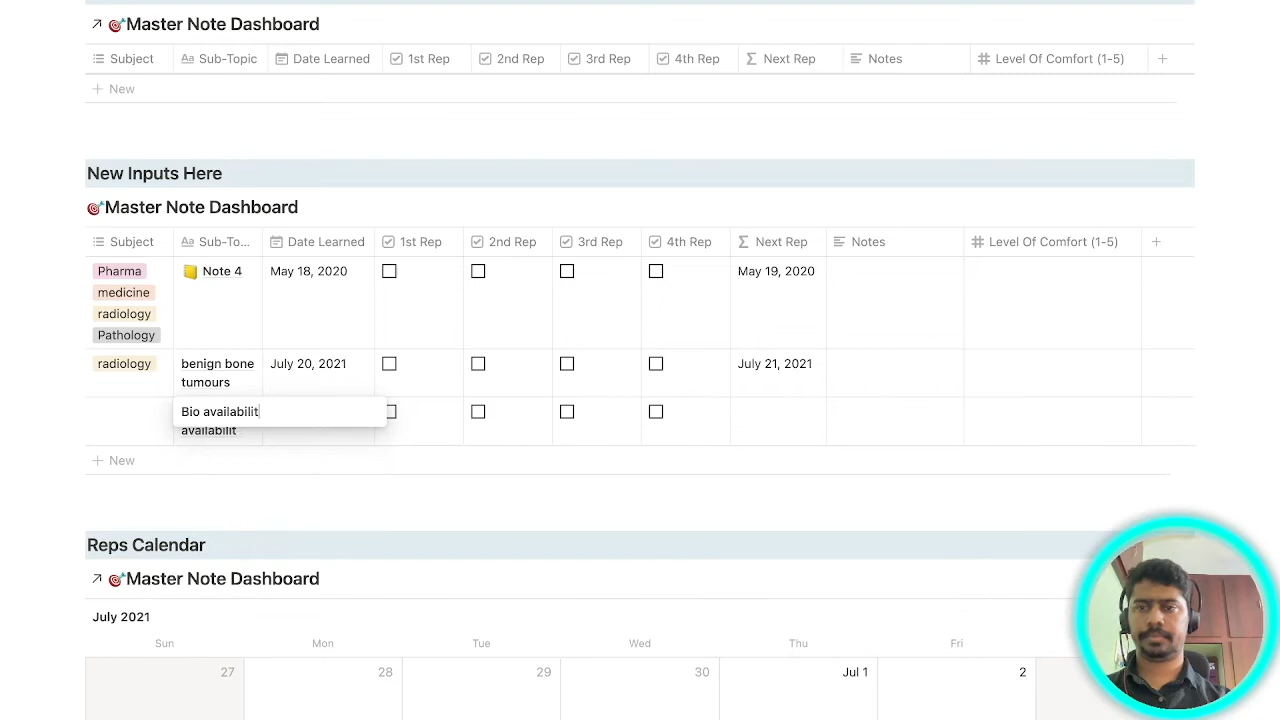 Master Note Dashboard
Subject Aa Sub-Topic Date Learned 1st Rep 2nd Rep 3rd Rep 4th Rep Σ Next Rep Notes # Level Of Comfort (1-5) +
+ New
New Inputs Here
Master Note Dashboard
Subject Aa Sub-To... Date Learned 1st Rep 2nd Rep 3rd Rep 4th Rep Σ Next Rep Notes # Level Of Comfort (1-5) +
Pharma Note 4 May 18, 2020 May 19, 2020
medicine
radiology
Pathology
radiology benign bone July 20, 2021 July 21, 2021
tumours
Bio availabilit
availabilit
+ New
Reps Calendar
Master Note Dashboard
July 2021
Sun Mon Tue Wed Thu Fri
27 28 29 30 Jul 1 2